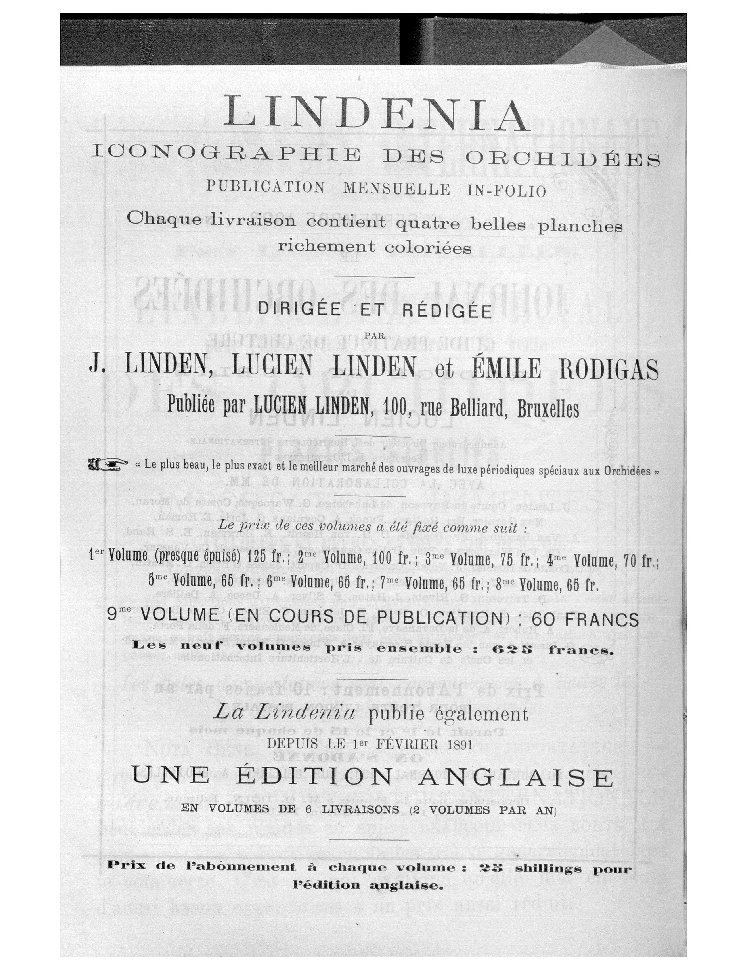 LINDENIA
ICONOGRAPHIE DES ORCHIDÉES
PUBLICATION MENSUELLE IN-FOLIO
Chaque livraison contient quatre belles planches
richement coloriées
DIRIGÉE ET RÉDIGÉE
PAR
J. LINDEN, LUCIEN LINDEN et ÉMILE RODIGAS
Publiée par LUCIEN LINDEN, 100, rue Belliard, Bruxelles
« Le plus beau, le plus exact et le meilleur marché des ouvrages de luxe périodiques spéciaux aux Orchidées »
Le prix de ces volumes a été fixé comme suit :
1er Volume (presque épuisé) 125 fr.; 2me Volume, 100 fr.; 3me Volume, 75 fr.; 4me Volume, 70 fr.;
5me Volume, 65 fr.; 6me Volume, 65 fr.; 7me Volume, 65 fr.; 8me Volume, 65 fr.
9me VOLUME (EN COURS DE PUBLICATION) : 60 FRANCS
Les neuf volumes pris ensemble : 625 francs.
La Lindenia publie également
DEPUIS LE 1er FÉVRIER 1891
UNE ÉDITION ANGLAISE
EN VOLUMES DE 6 LIVRAISONS (2 VOLUMES PAR AN)
Prix de l'abonnement à chaque volume : 25 shillings pour
l'édition anglaise.